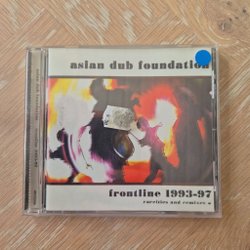 asian dub foundation
frontline 1993-97
rarities and remixes